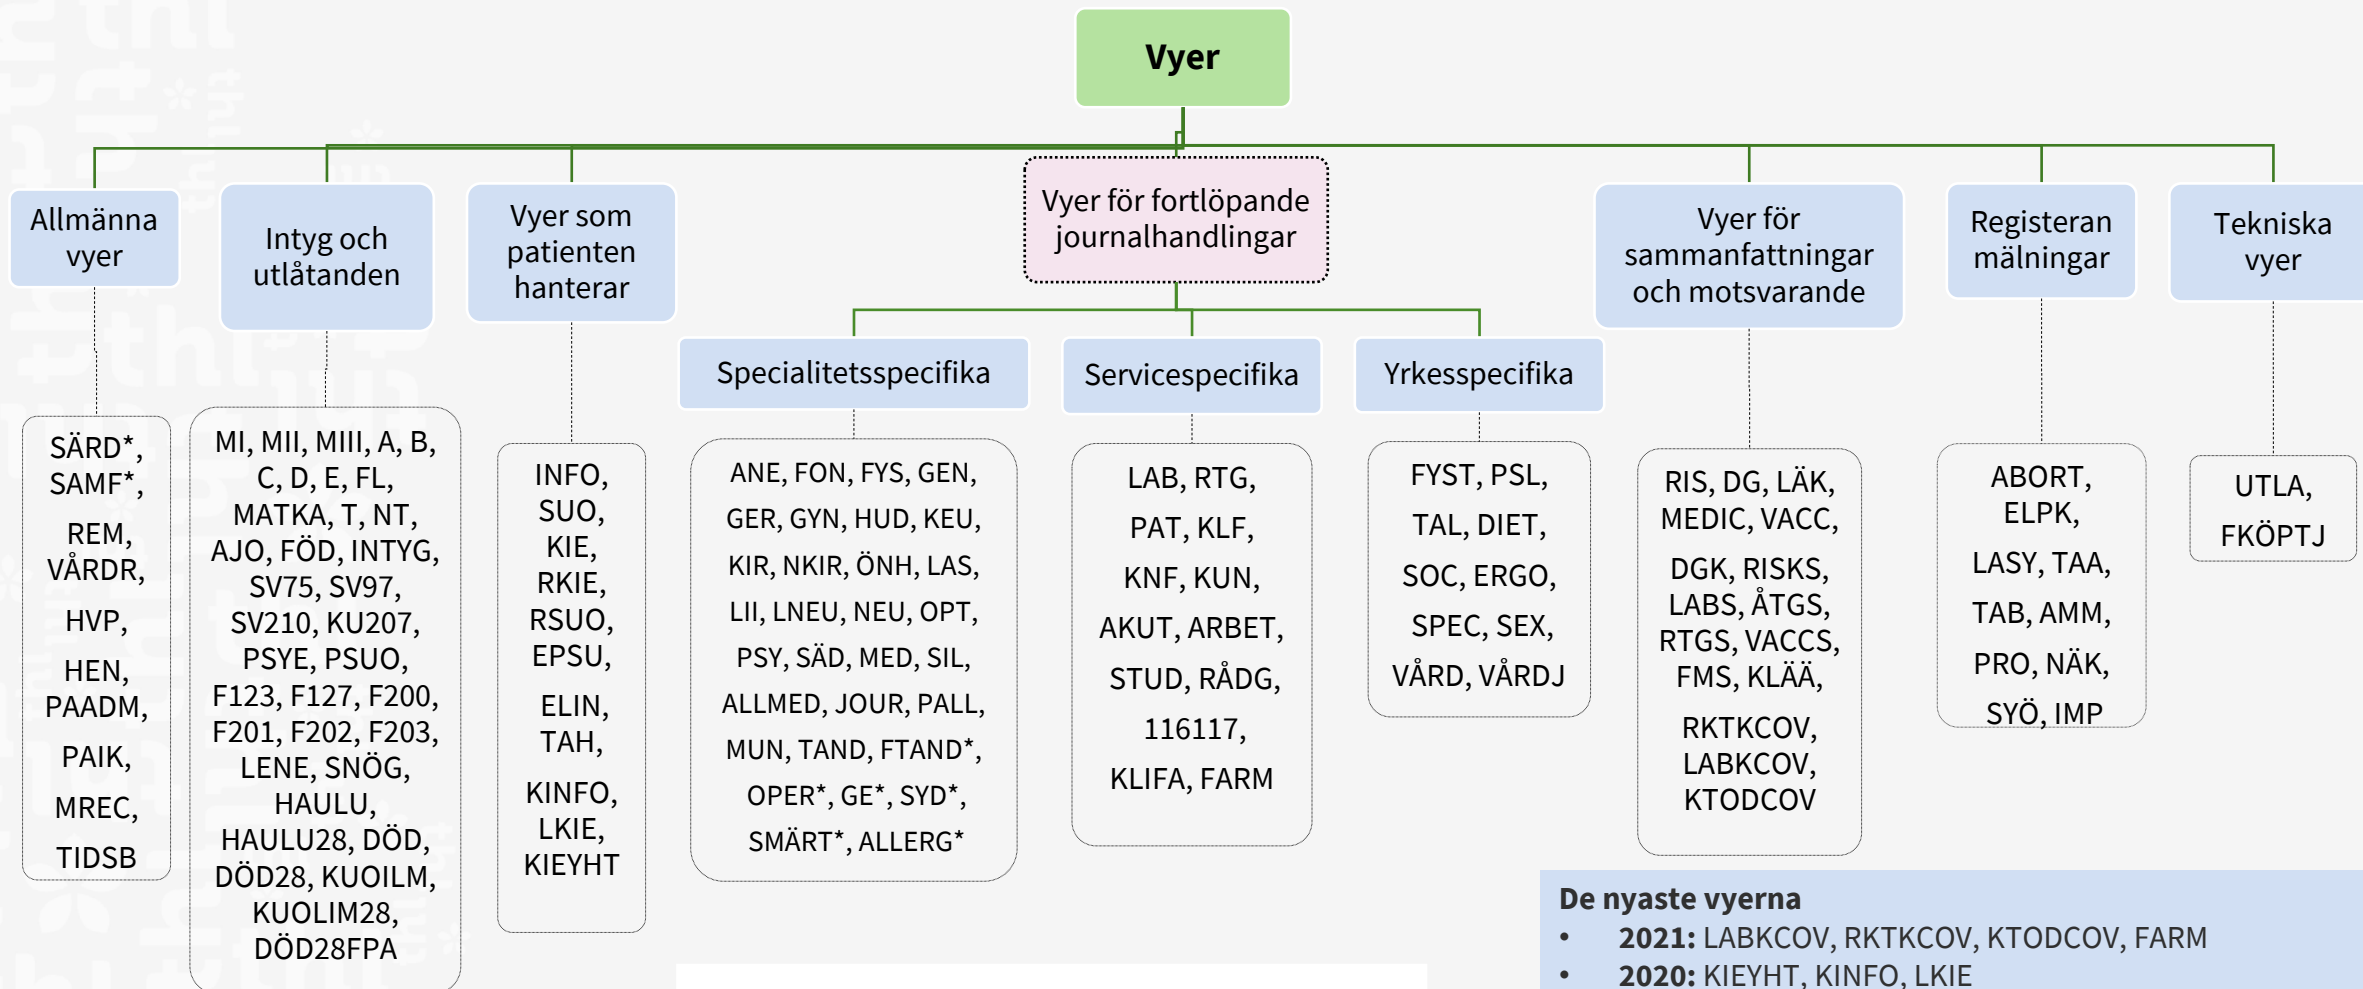 Vyer
Allmänna
vyer
Intyg och
utlåtanden
Vyer som
patienten
hanterar
Vyer för fortlöpande
journalhandlingar
Vyer för
sammanfattningar
och motsvarande
Registeran
mälningar
Tekniska
vyer
Specialitetsspecifika
Servicespecifika
Yrkesspecifika
SÄRD*,
SAMF*,
REM,
VÅRDR,
HVP,
HEN,
PAADM,
PAIK,
MREC,
TIDSB
MI, MII, MIII, A, B,
C, D, E, FL,
MATKA, T, NT,
AJO, FÖD, INTYG,
SV75, SV97,
SV210, KU207,
PSYE, PSUO,
F123, F127, F200,
F201, F202, F203,
LENE, SNÖG,
HAULU,
HAULU28, DÖD,
DÖD28, KUOILM,
KUOLIM28,
DÖD28FPA
INFO,
SUO,
KIE,
RKIE,
RSUO,
EPSU,
ELIN,
TAH,
KINFO,
LKIE,
KIEYHT
ANE, FON, FYS, GEN,
GER, GYN, HUD, KEU,
KIR, NKIR, ÖNH, LAS,
LII, LNEU, NEU, OPT,
PSY, SÄD, MED, SIL,
ALLMED, JOUR, PALL,
MUN, TAND, FTAND*,
OPER*, GE*, SYD*,
SMÄRT*, ALLERG*
LAB, RTG,
PAT, KLF,
KNF, KUN,
AKUT, ARBET,
STUD, RÅDG,
116117,
KLIFA, FARM
FYST, PSL,
TAL, DIET,
SOC, ERGO,
SPEC, SEX,
VÅRD, VÅRDJ
RIS, DG, LÄK,
MEDIC, VACC,
DGK, RISKS,
LABS, ÅTGS,
RTGS, VACCS,
FMS, KLÄÄ,
RKTKCOV,
LABKCOV,
KTODCOV
ABORT,
ELPK,
LASY, TAA,
TAB, AMM,
PRO, NÄK,
SYÖ, IMP
UTLA,
FKÖPTJ
De nyaste vyerna
• 2021: LABKCOV, RKTKCOV, KTODCOV, FARM
• 2020: KIEYHT, KINFO, LKIE